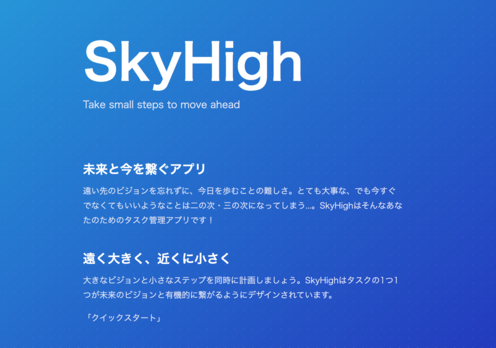 SkyHigh
Take small steps to move ahead
未来と今を繋ぐアプリ
遠い先のビジョンを忘れずに、今日を歩むことの難しさ。とても大事な、でも今すぐ
でなくてもいいようなことは二の次・三の次になってしまう...。SkyHighはそんなあな
たのためのタスク管理アプリです！
遠く大きく、近くに小さく
大きなビジョンと小さなステップを同時に計画しましょう。SkyHighはタスクの1つ1
つが未来のビジョンと有機的に繋がるようにデザインされています。
「クイックスタート」